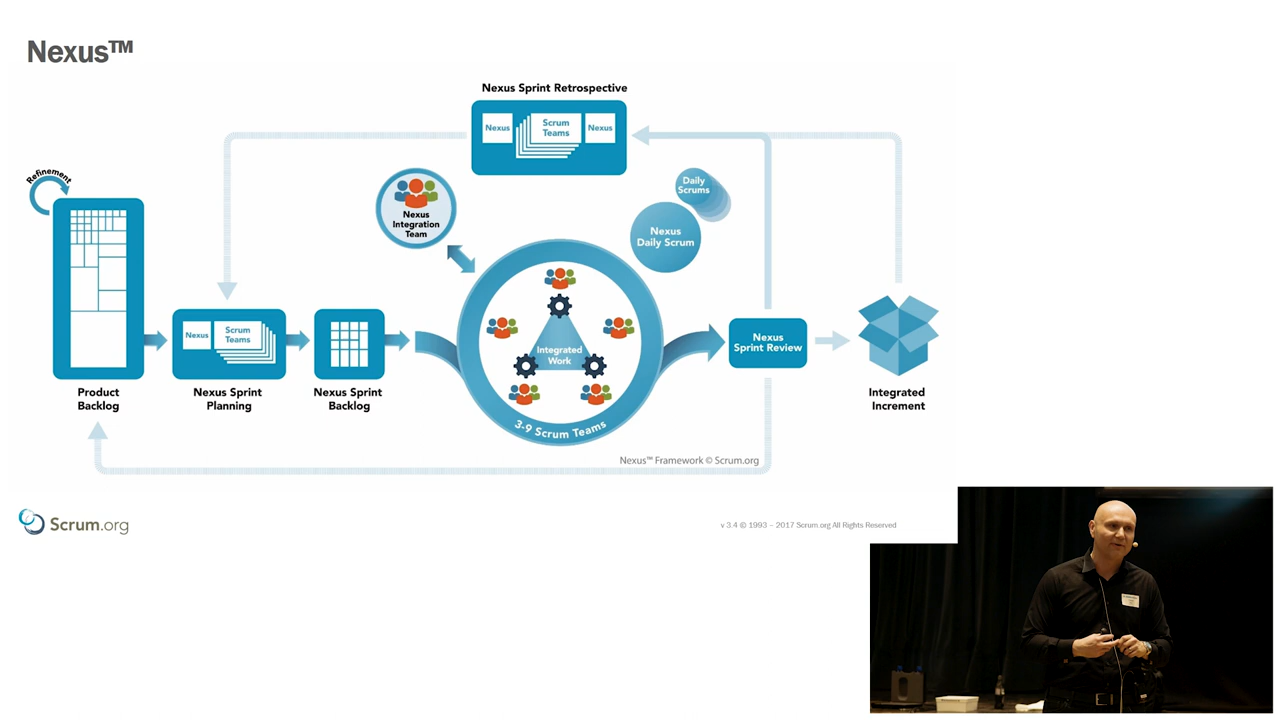 Nexus™
Nexus Sprint Retrospective
Nexus
Scrum
Teams
Nexus
Refinement
Nexus
Integration
Team
Daily
Scrums
Nexus
Daily Scrum
Nexus
Scrum
Teams
Integrated
Work
Nexus
Sprint Review
Product
Backlog
Nexus Sprint
Planning
Nexus Sprint
Backlog
Integrated
Increment
3-9 Scrum Teams
Nexus™ Framework © Scrum.org
Scrum.org
v 3.4 © 1993 – 2017 Scrum.org All Rights Reserved